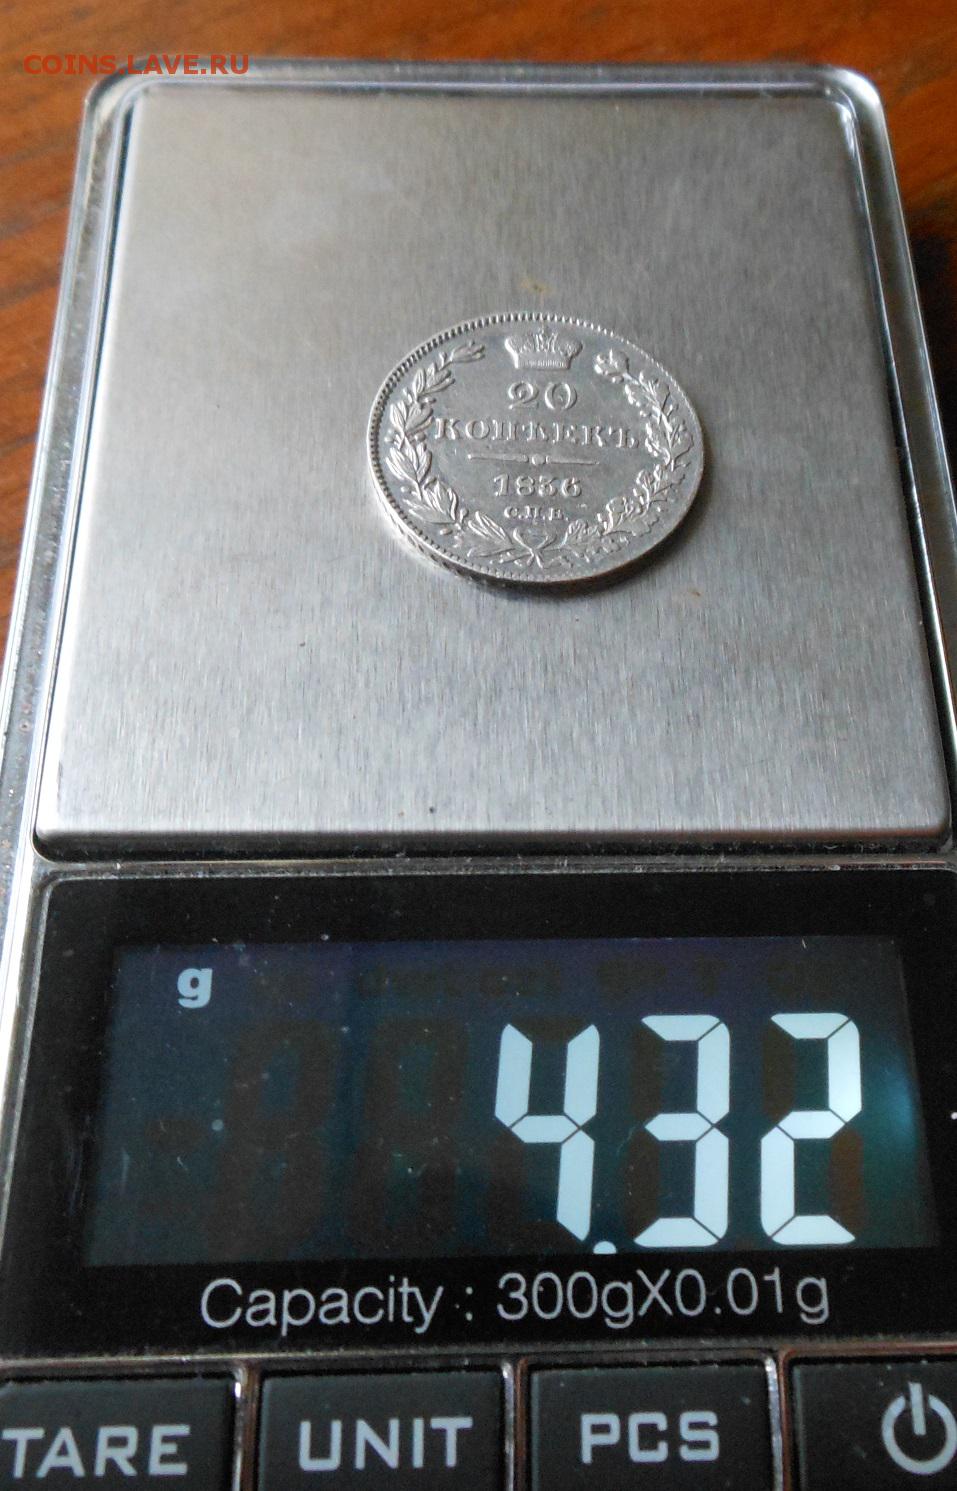 COINS.LAVE.RU
20
КОПѢЕКЪ
1836
С.П.Б.
g
4.32
Capacity : 300gX0.01g
TARE UNIT PCS